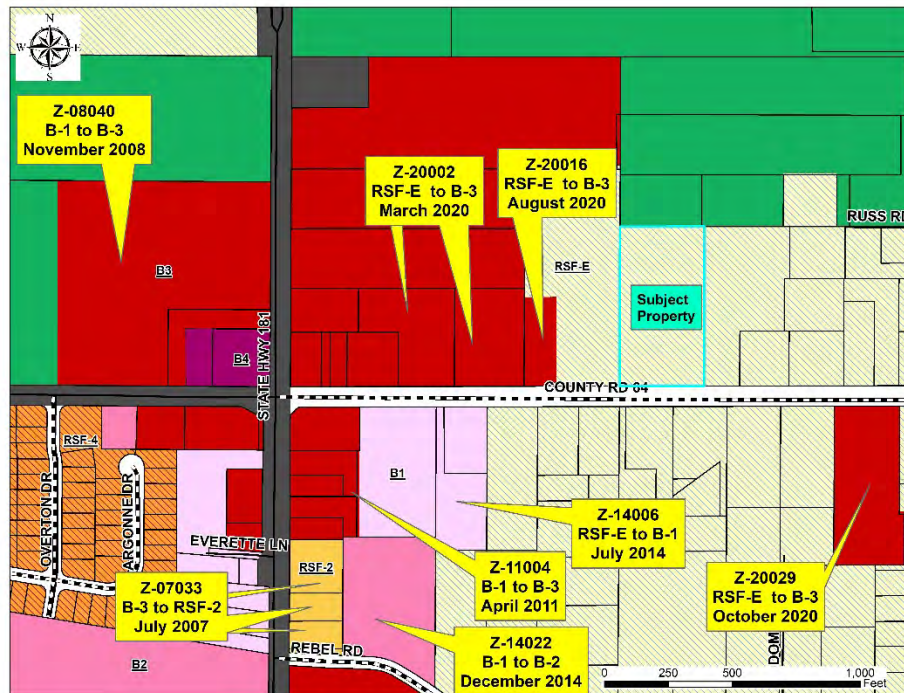 N
W E
S
Z-08040
B-1 to B-3
November 2008
Z-20002
RSF-E to B-3
March 2020
Z-20016
RSF-E to B-3
August 2020
RUSS RD
B3
RSF-E
Subject
Property
B4
STATE HWY 181
COUNTY RD 64
RSF-4
B1
OVERTON DR
ARGONNE DR
EVERETTE LN
Z-14006
RSF-E to B-1
July 2014
RSF-2
Z-11004
B-1 to B-3
April 2011
Z-07033
B-3 to RSF-2
July 2007
Z-20029
RSF-E to B-3
October 2020
REBEL RD
Z-14022
B-1 to B-2
December 2014
B2
DOM
0 250 500 1,000
Feet